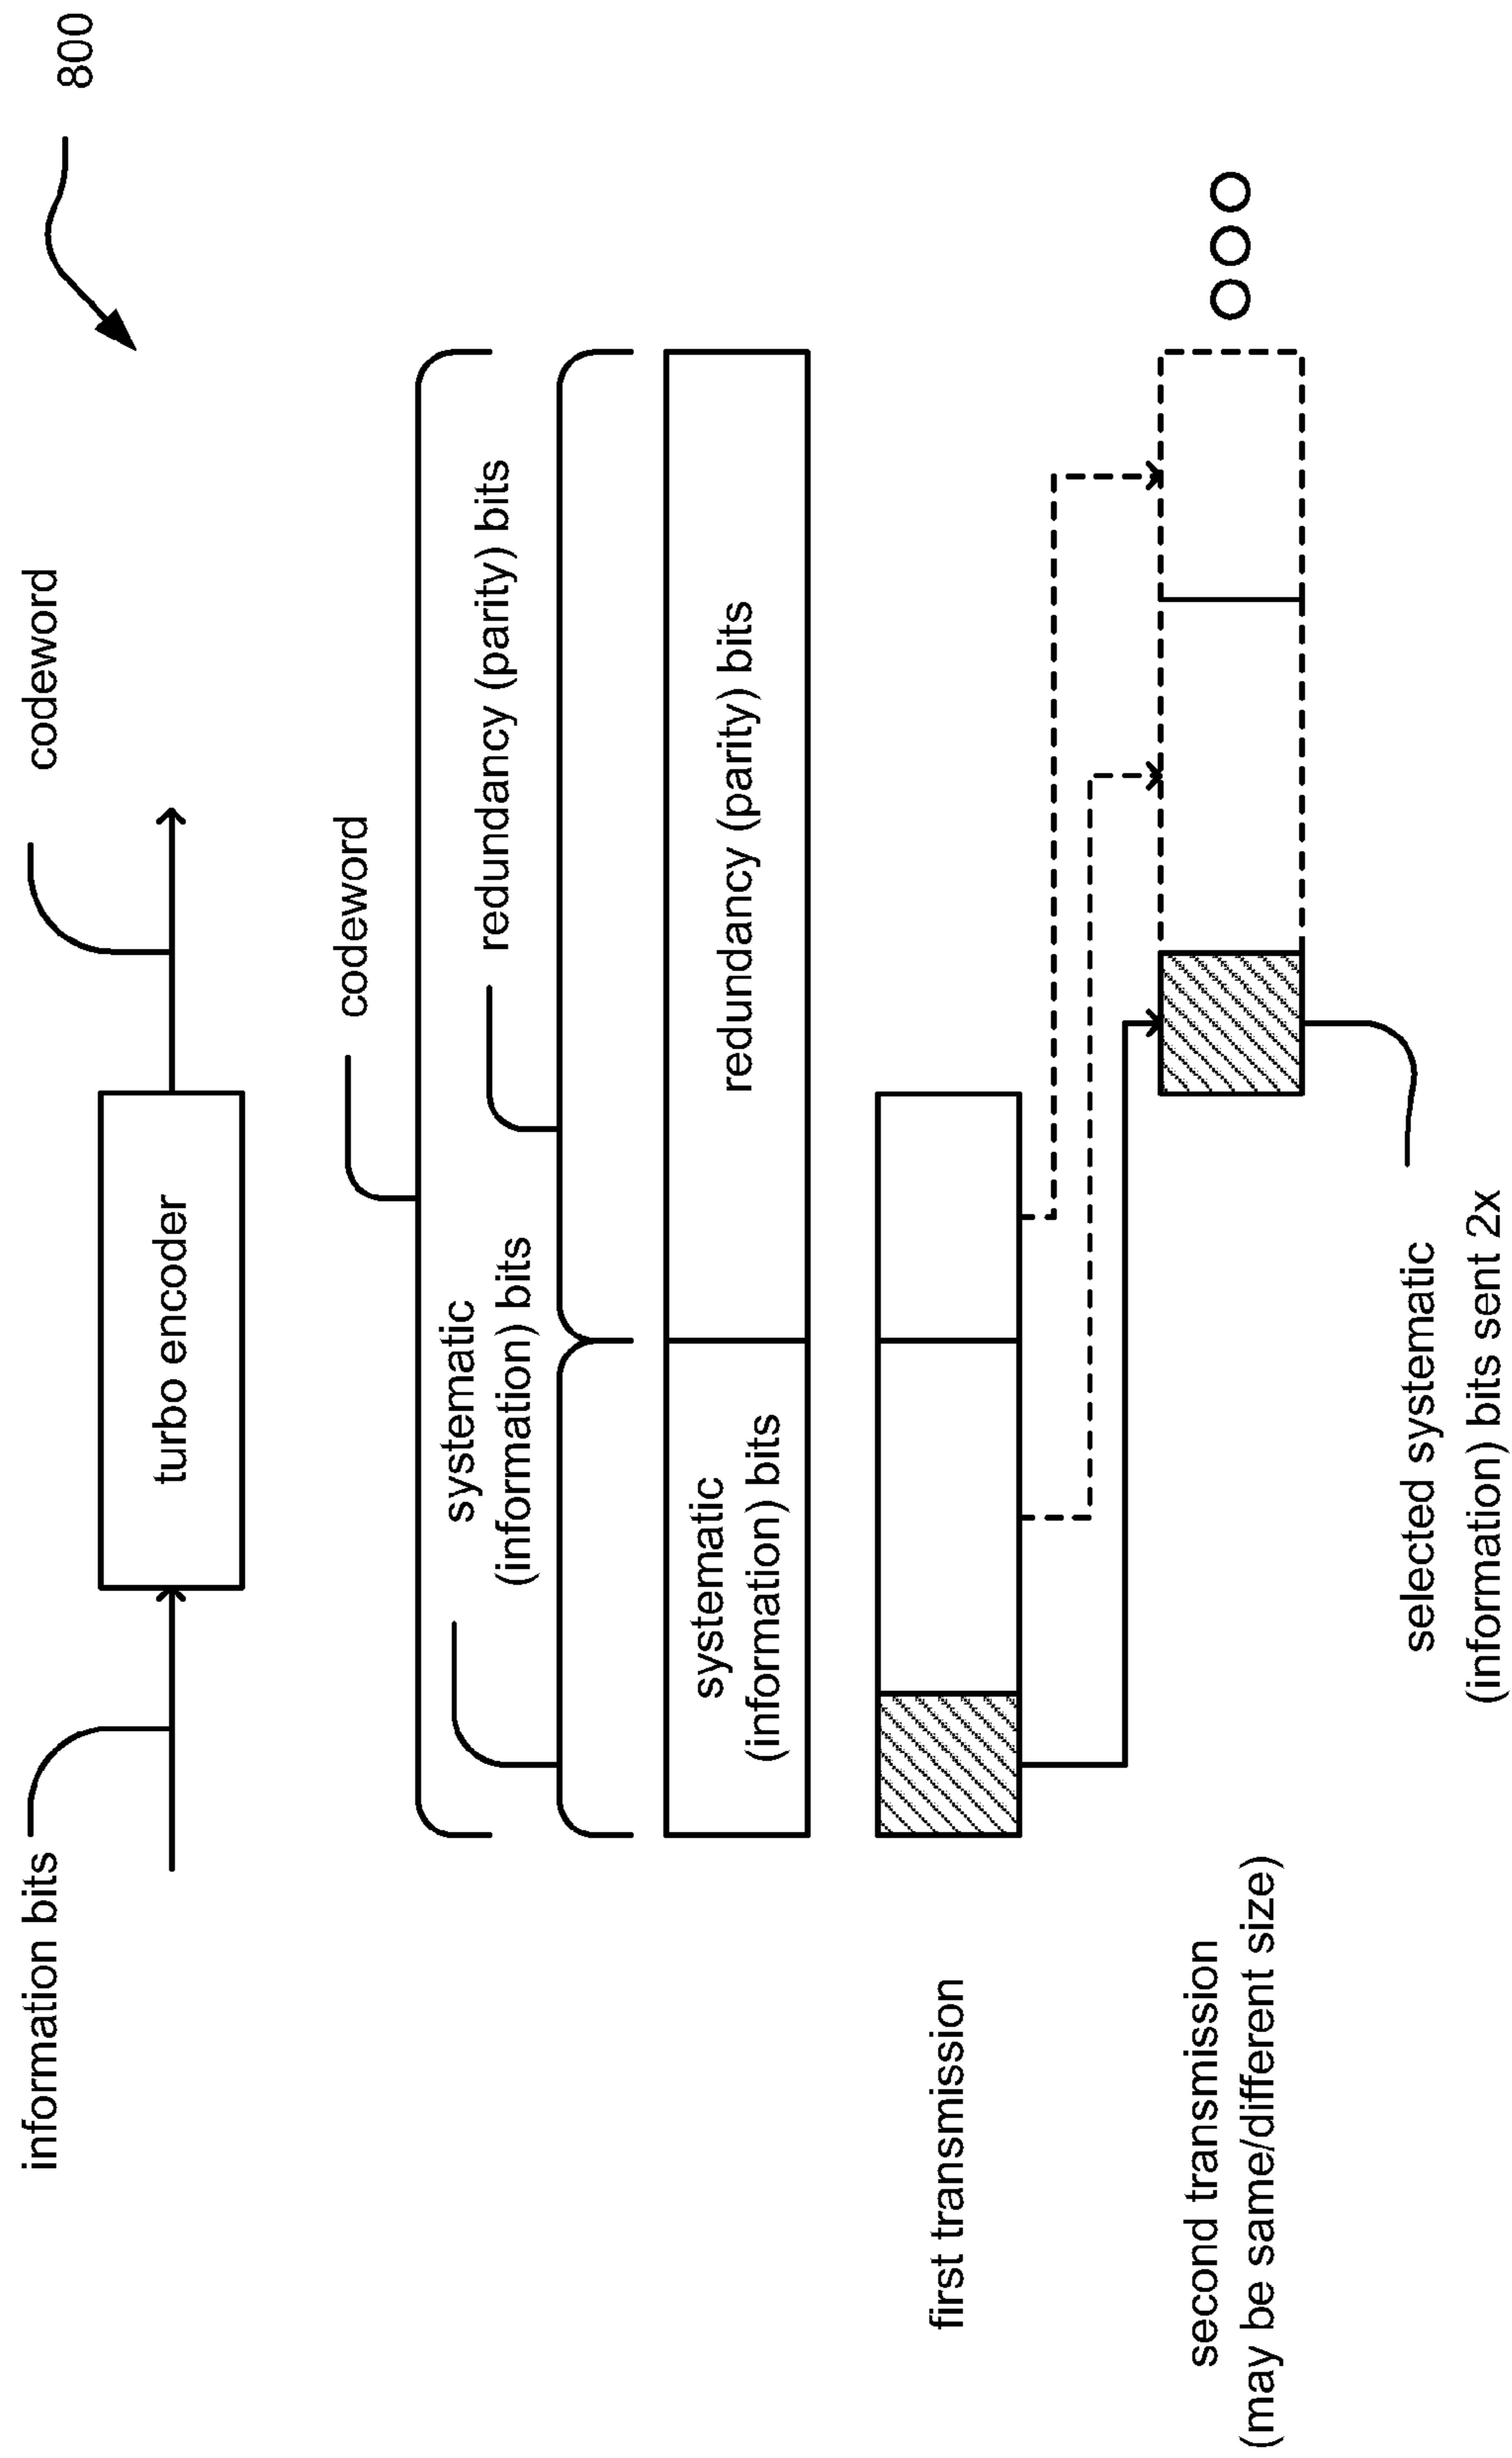 800
information bits
codeword
turbo encoder
codeword
systematic
(information) bits
redundancy (parity) bits
systematic
(information) bits
redundancy (parity) bits
first transmission
second transmission
(may be same/different size)
selected systematic
(information) bits sent 2x